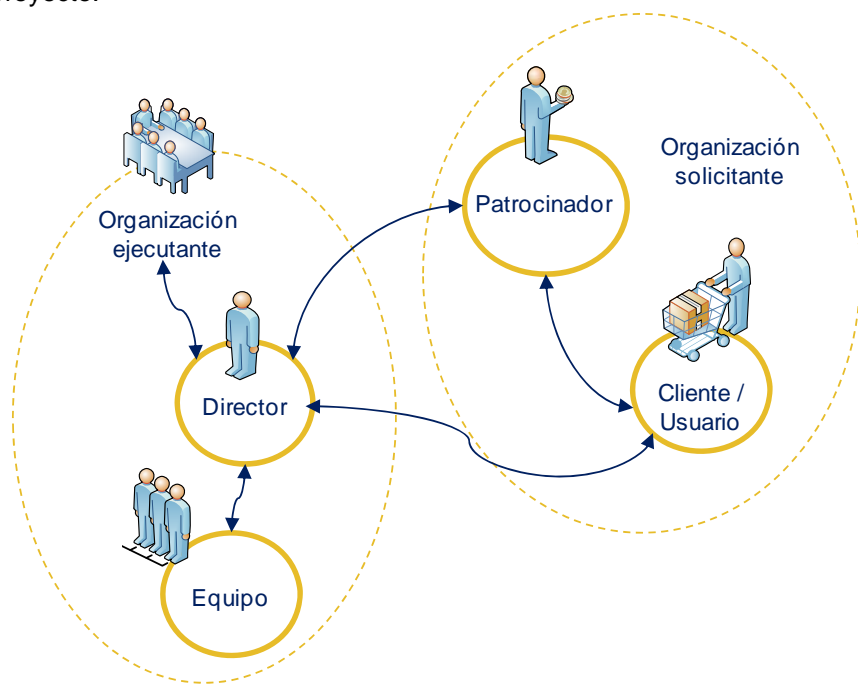 Organización
solicitante
Patrocinador
Organización
ejecutante
Cliente /
Usuario
Director
Equipo